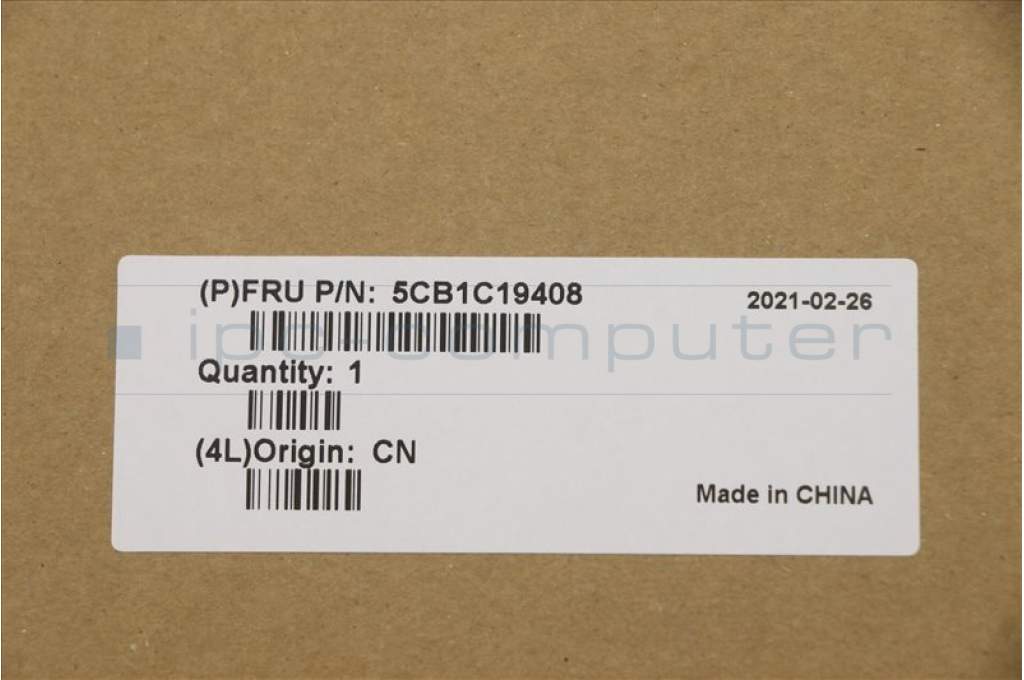 (P)FRU P/N: 5CB1C19408
2021-02-26
ipc-computer
Quantity: 1
(4L)Origin: CN
Made in CHINA